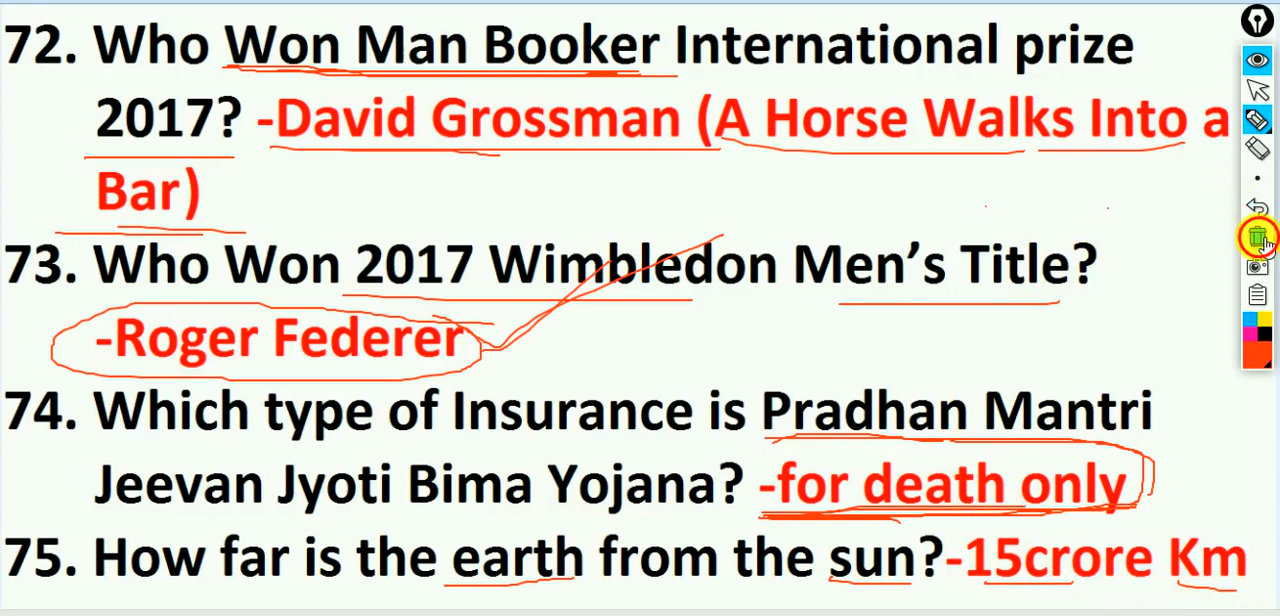 72. Who Won Man Booker International prize
2017? -David Grossman (A Horse Walks Into a
Bar)
73. Who Won 2017 Wimbledon Men’s Title?
-Roger Federer
74. Which type of Insurance is Pradhan Mantri
Jeevan Jyoti Bima Yojana? -for death only
75. How far is the earth from the sun?-15crore Km